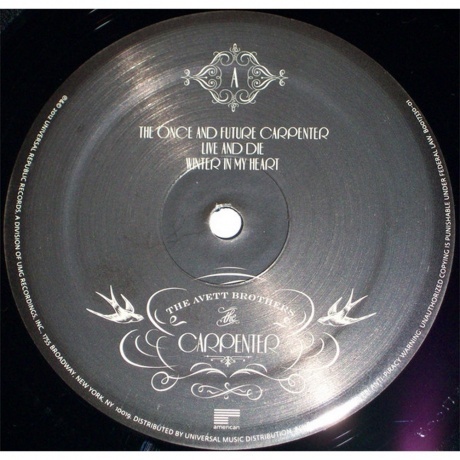 A
THE ONCE AND FUTURE CARPENTER
LIVE AND DIE
WINTER IN MY HEART
THE AVETT BROTHERS
The
CARPENTER
american
℗& © 2012 UNIVERSAL REPUBLIC RECORDS, A DIVISION OF UMG RECORDINGS, INC. 1755 BROADWAY, NEW YORK, NY 10019. DISTRIBUTED BY UNIVERSAL MUSIC DISTRIBUTION. ANTI-PIRACY WARNING UNAUTHORIZED COPYING IS PUNISHABLE UNDER FEDERAL LAW